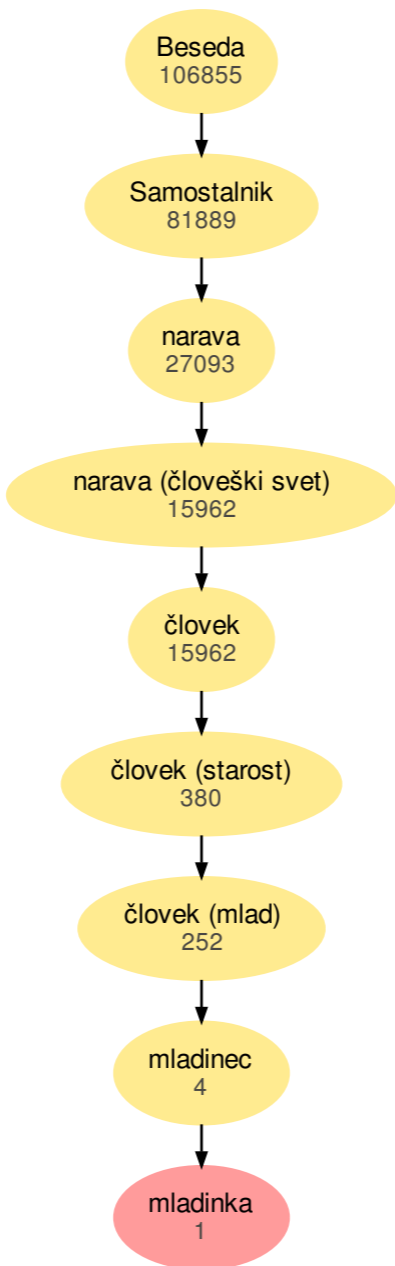 Beseda
106855
Samostalnik
81889
narava
27093
narava (človeški svet)
15962
človek
15962
človek (starost)
380
človek (mlad)
252
mladinec
4
mladinka
1